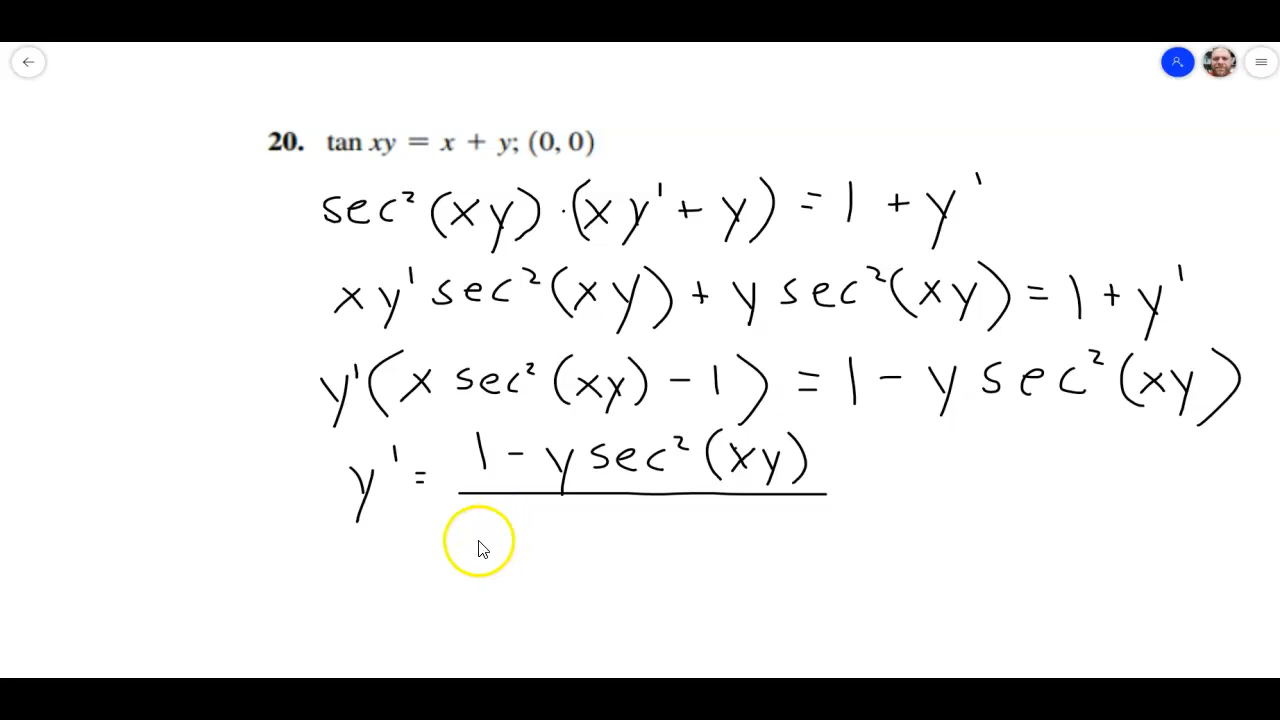 20. tan xy = x + y; (0, 0)
sec²(xy)·(xy' + y) = 1 + y'
xy' sec²(xy) + y sec²(xy) = 1 + y'
y'(x sec²(xy) - 1) = 1 - y sec²(xy)
y' = 1 - y sec²(xy)